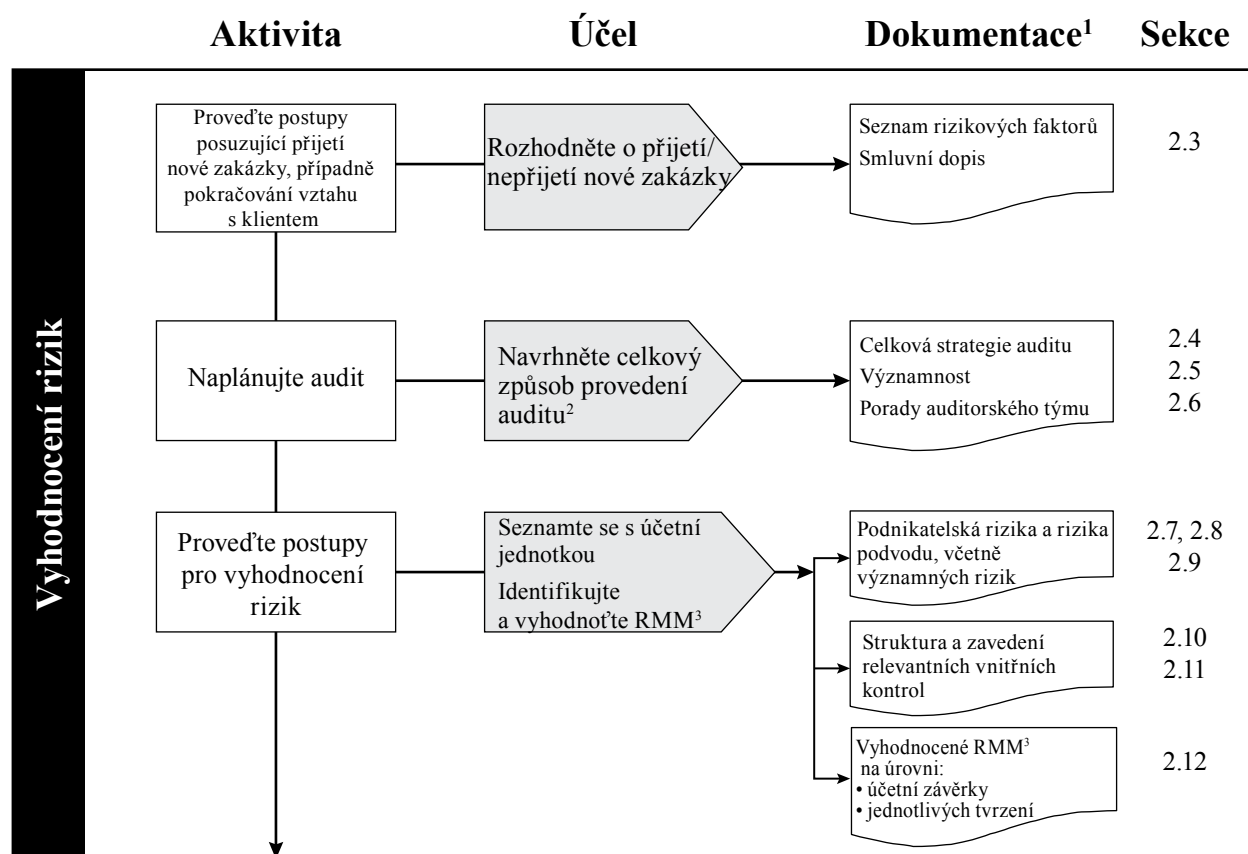 Aktivita
Účel
Dokumentace¹
Sekce
Vyhodnocení rizik
Proveďte postupy
posuzující přijetí
nové zakázky, případně
pokračování vztahu
s klientem
Rozhodněte o přijetí/
nepřijetí nové zakázky
Seznam rizikových faktorů
Smluvní dopis
2.3
Naplánujte audit
Navrhněte celkový
způsob provedení
auditu²
Celková strategie auditu
Významnost
Porady auditorského týmu
2.4
2.5
2.6
Proveďte postupy
pro vyhodnocení
rizik
Seznamte se s účetní
jednotkou
Identifikujte
a vyhodnoťte RMM³
Podnikatelská rizika a rizika
podvodu, včetně
významných rizik
2.7, 2.8
2.9
Struktura a zavedení
relevantních vnitřních
kontrol
2.10
2.11
Vyhodnocené RMM³
na úrovni:
• účetní závěrky
• jednotlivých tvrzení
2.12